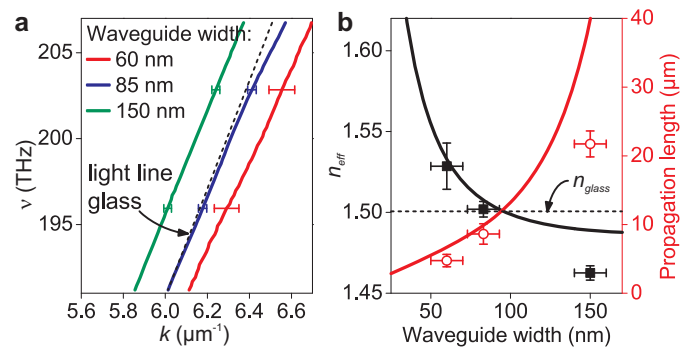 a
Waveguide width:
60 nm
85 nm
150 nm
light line
glass
205
200
195
ν (THz)
5.6
5.8
6.0
6.2
6.4
6.6
k (μm⁻¹)
b
1.60
1.55
1.50
1.45
n_eff
n_glass
40
30
20
10
0
Propagation length (μm)
50
100
150
Waveguide width (nm)